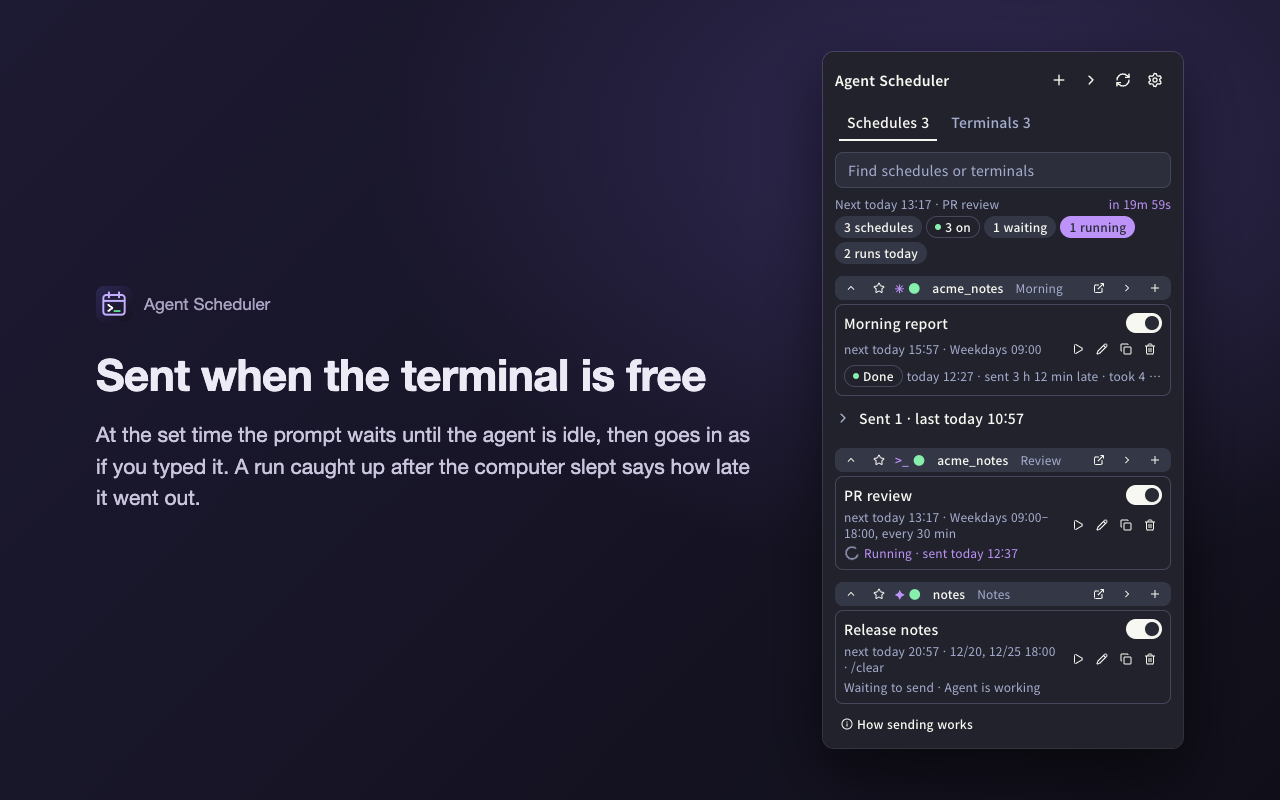 Agent Scheduler
Sent when the terminal is free
At the set time the prompt waits until the agent is idle, then goes in as
if you typed it. A run caught up after the computer slept says how late
it went out.
Agent Scheduler
Schedules 3 Terminals 3
Find schedules or terminals
Next today 13:17 · PR review in 19m 59s
3 schedules 3 on 1 waiting 1 running
2 runs today
acme_notes Morning
Morning report
next today 15:57 · Weekdays 09:00
Done today 12:27 · sent 3 h 12 min late · took 4 ···
Sent 1 · last today 10:57
>_ acme_notes Review
PR review
next today 13:17 · Weekdays 09:00–
18:00, every 30 min
Running · sent today 12:37
notes Notes
Release notes
next today 20:57 · 12/20, 12/25 18:00
· /clear
Waiting to send · Agent is working
How sending works